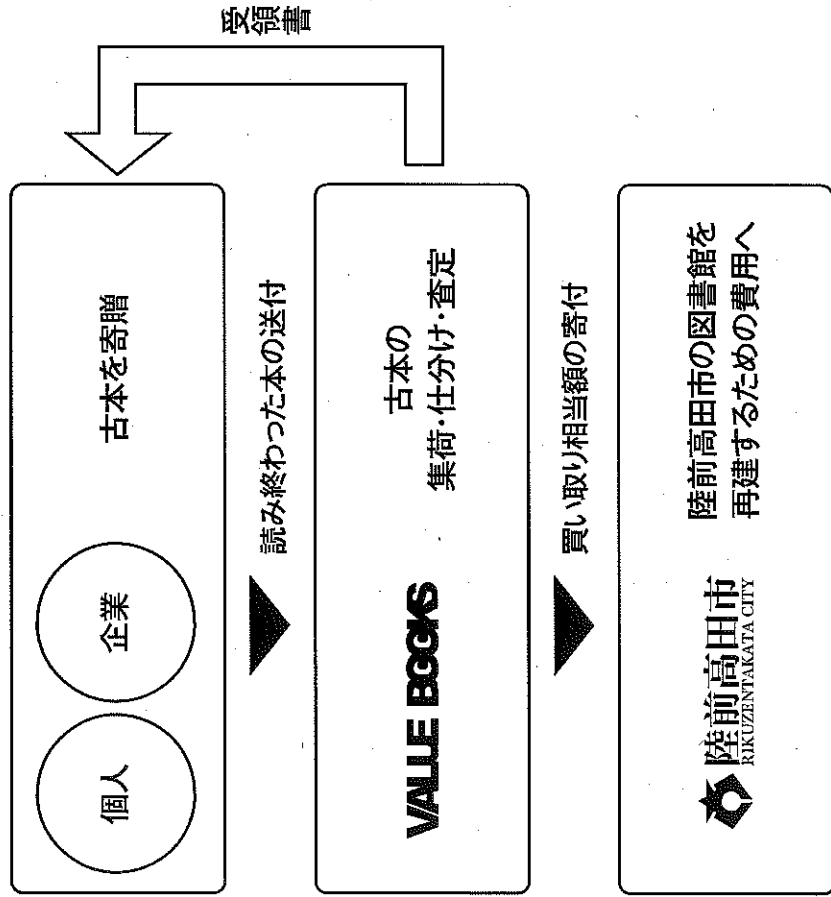 個人
企業
古本を寄贈
受領書
読み終わった本の送付
VALUE BOOKS
古本の
集荷・仕分け・査定
買い取り相当額の寄付
陸前高田市
RIKUZENTAKATA CITY
陸前高田市の図書館を
再建するための費用へ